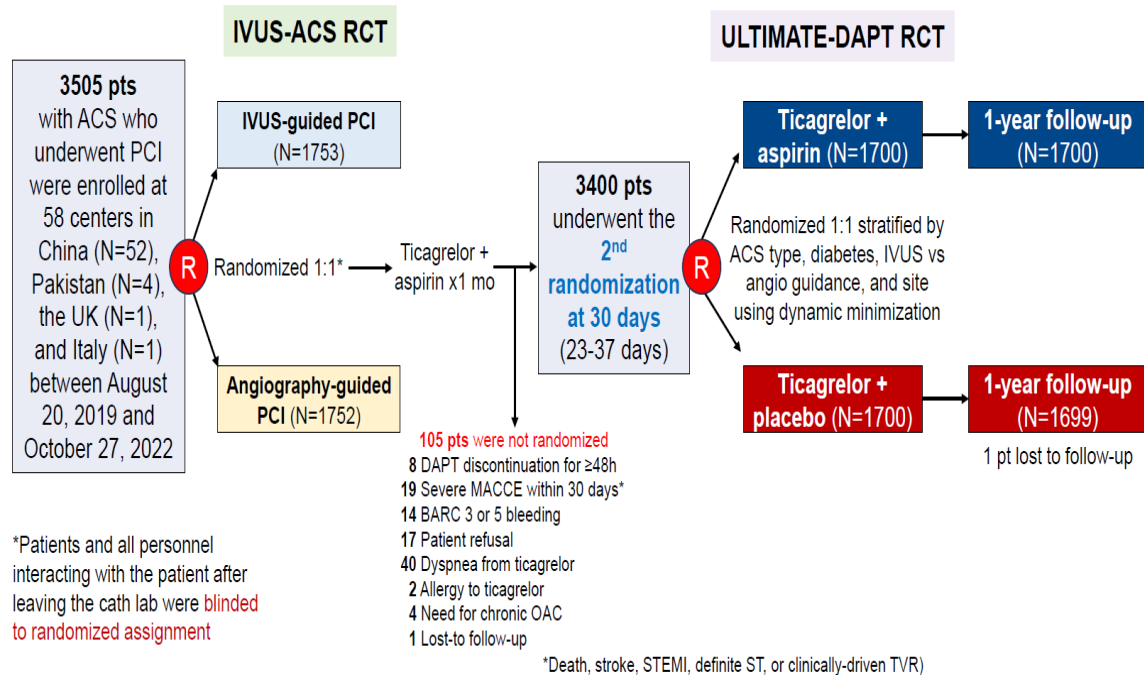 IVUS-ACS RCT
ULTIMATE-DAPT RCT
3505 pts
with ACS who
underwent PCI
were enrolled at
58 centers in
China (N=52),
Pakistan (N=4),
the UK (N=1),
and Italy (N=1)
between August
20, 2019 and
October 27, 2022
R
IVUS-guided PCI
(N=1753)
Randomized 1:1*
Angiography-guided
PCI (N=1752)
Ticagrelor +
aspirin x1 mo
105 pts were not randomized
8 DAPT discontinuation for ≥48h
19 Severe MACCE within 30 days*
14 BARC 3 or 5 bleeding
17 Patient refusal
40 Dyspnea from ticagrelor
2 Allergy to ticagrelor
4 Need for chronic OAC
1 Lost-to follow-up
3400 pts
underwent the
2nd
randomization
at 30 days
(23-37 days)
R
Ticagrelor +
aspirin (N=1700)
1-year follow-up
(N=1700)
Randomized 1:1 stratified by
ACS type, diabetes, IVUS vs
angio guidance, and site
using dynamic minimization
Ticagrelor +
placebo (N=1700)
1-year follow-up
(N=1699)
1 pt lost to follow-up
*Patients and all personnel
interacting with the patient after
leaving the cath lab were blinded
to randomized assignment
*Death, stroke, STEMI, definite ST, or clinically-driven TVR)